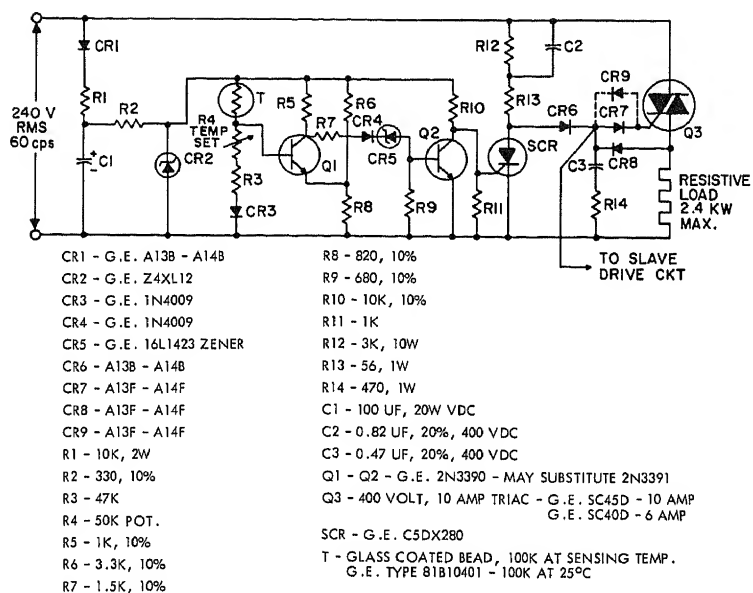 CR1
R1
R2
240 V
RMS
60 cps
C1
+
-
CR2
T
R4
TEMP
SET
R3
CR3
R5
R7
Q1
R6
CR4
CR5
R8
R9
Q2
R10
R11
R12
C2
R13
SCR
CR6
CR9
CR7
CR8
C3
R14
Q3
RESISTIVE
LOAD
2.4 KW
MAX.
TO SLAVE
DRIVE CKT
CR1 - G.E. A13B - A14B
CR2 - G.E. Z4XL12
CR3 - G.E. 1N4009
CR4 - G.E. 1N4009
CR5 - G.E. 16L1423 ZENER
CR6 - A13B - A14B
CR7 - A13F - A14F
CR8 - A13F - A14F
CR9 - A13F - A14F
R1 - 10K, 2W
R2 - 330, 10%
R3 - 47K
R4 - 50K POT.
R5 - 1K, 10%
R6 - 3.3K, 10%
R7 - 1.5K, 10%
R8 - 820, 10%
R9 - 680, 10%
R10 - 10K, 10%
R11 - 1K
R12 - 3K, 10W
R13 - 56, 1W
R14 - 470, 1W
C1 - 100 UF, 20W VDC
C2 - 0.82 UF, 20%, 400 VDC
C3 - 0.47 UF, 20%, 400 VDC
Q1 - Q2 - G.E. 2N3390 - MAY SUBSTITUTE 2N3391
Q3 - 400 VOLT, 10 AMP TRIAC - G.E. SC45D - 10 AMP
G.E. SC40D - 6 AMP
SCR - G.E. C5DX280
T - GLASS COATED BEAD, 100K AT SENSING TEMP.
G.E. TYPE 81B10401 - 100K AT 25°C